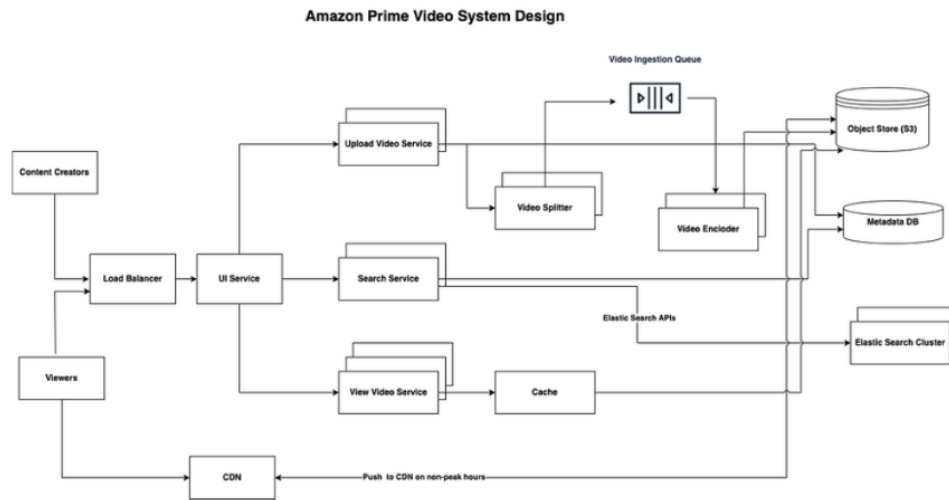 Amazon Prime Video System Design
Video Ingestion Queue
Object Store (S3)
Upload Video Service
Content Creators
Video Splitter
Video Encioder
Metadata DB
Load Balancer
UI Service
Search Service
Elastic Search APIs
Elastic Search Cluster
Viewers
View Video Service
Cache
CDN
Push to CDN on non-peak hours